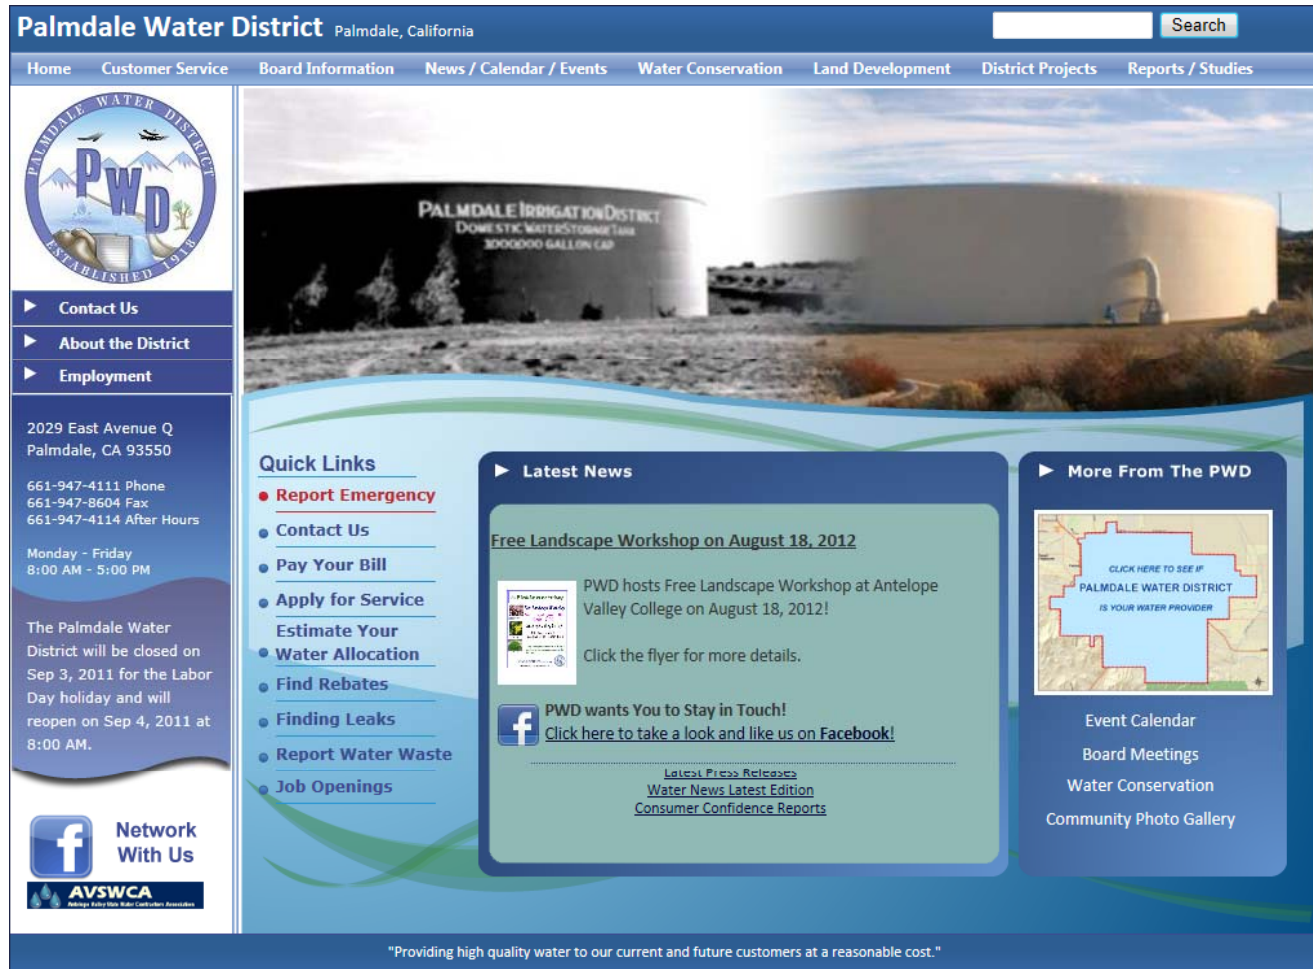 Palmdale Water District Palmdale, California
Search
Home Customer Service Board Information News / Calendar / Events Water Conservation Land Development District Projects Reports / Studies
PALMDALE WATER DISTRICT
PWD
ESTABLISHED 1918
PALMDALE IRRIGATION DISTRICT
DOMESTIC WATER STORAGE TANK
3000000 GALLON CAP
Contact Us
About the District
Employment
2029 East Avenue Q
Palmdale, CA 93550
661-947-4111 Phone
661-947-8604 Fax
661-947-4114 After Hours
Monday - Friday
8:00 AM - 5:00 PM
The Palmdale Water
District will be closed on
Sep 3, 2011 for the Labor
Day holiday and will
reopen on Sep 4, 2011 at
8:00 AM.
Network
With Us
AVSWCA
Antelope Valley State Water Contractors Association
Quick Links
Report Emergency
Contact Us
Pay Your Bill
Apply for Service
Estimate Your
Water Allocation
Find Rebates
Finding Leaks
Report Water Waste
Job Openings
Latest News
Free Landscape Workshop on August 18, 2012
PWD hosts Free Landscape Workshop at Antelope
Valley College on August 18, 2012!
Click the flyer for more details.
PWD wants You to Stay in Touch!
Click here to take a look and like us on Facebook!
Latest Press Releases
Water News Latest Edition
Consumer Confidence Reports
More From The PWD
CLICK HERE TO SEE IF
PALMDALE WATER DISTRICT
IS YOUR WATER PROVIDER
Event Calendar
Board Meetings
Water Conservation
Community Photo Gallery
"Providing high quality water to our current and future customers at a reasonable cost."